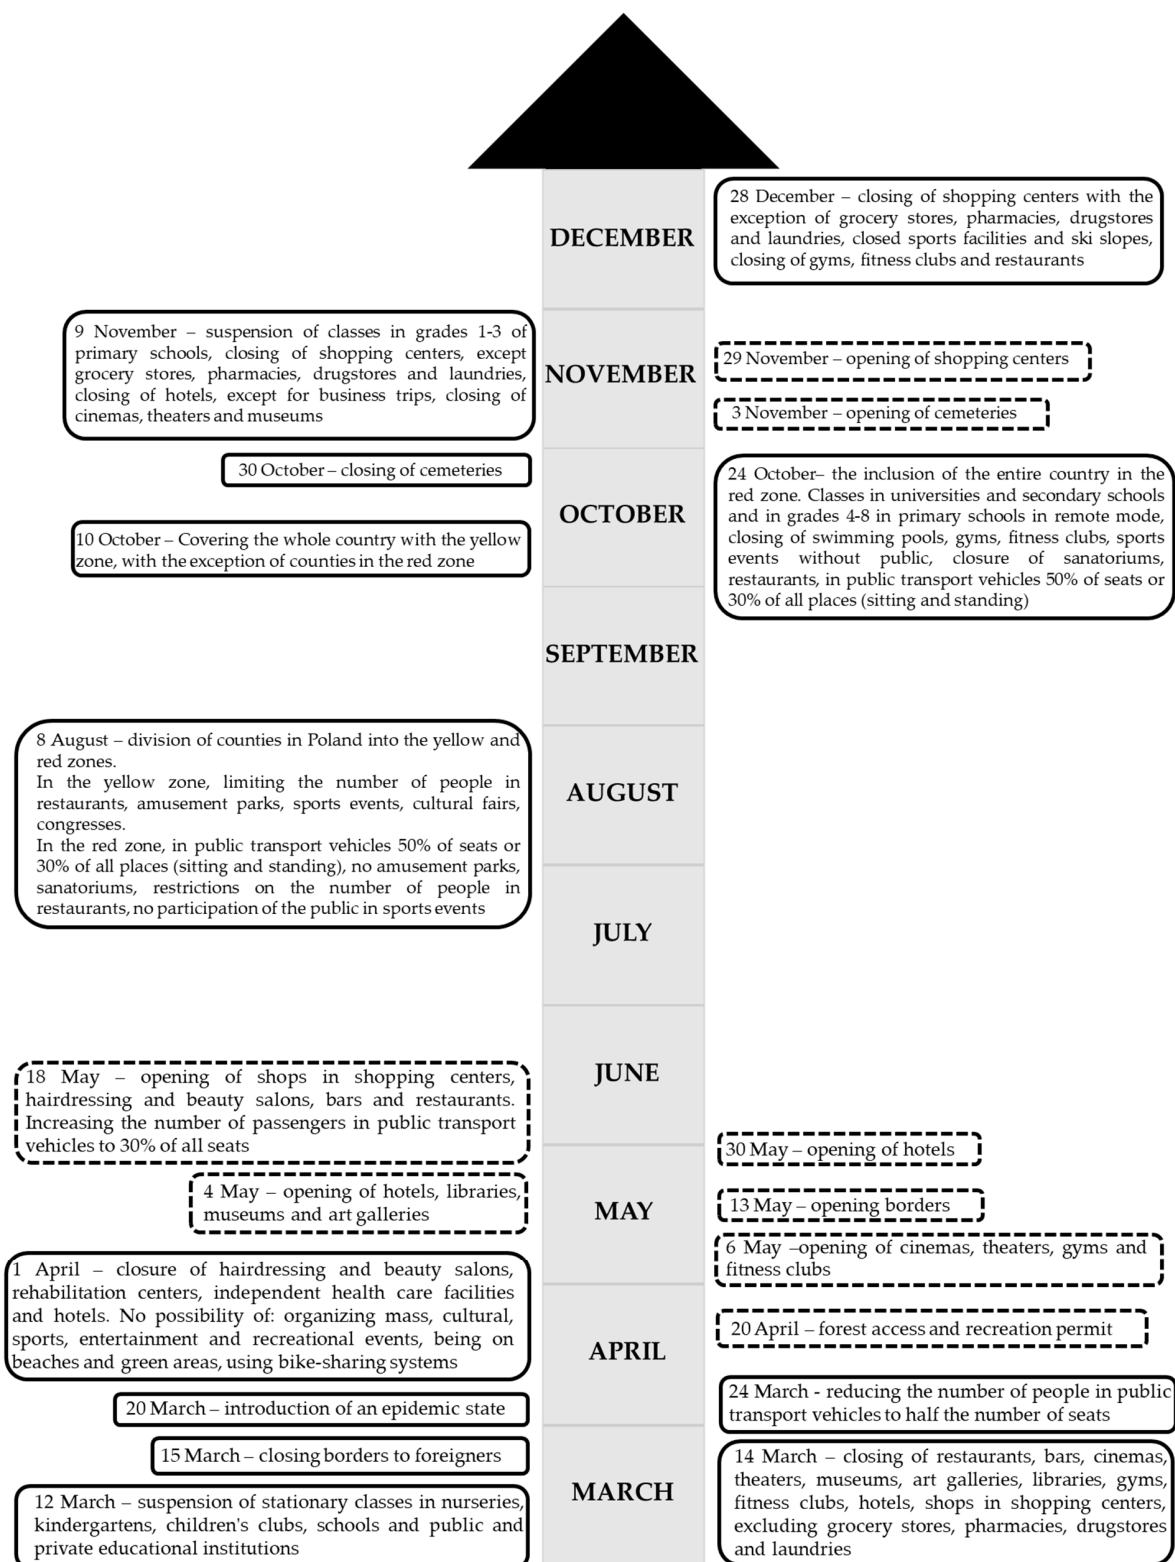 28 December – closing of shopping centers with the
exception of grocery stores, pharmacies, drugstores
and laundries, closed sports facilities and ski slopes,
closing of gyms, fitness clubs and restaurants
DECEMBER
9 November – suspension of classes in grades 1-3 of
primary schools, closing of shopping centers, except
grocery stores, pharmacies, drugstores and laundries,
closing of hotels, except for business trips, closing of
cinemas, theaters and museums
NOVEMBER
29 November – opening of shopping centers
3 November – opening of cemeteries
30 October – closing of cemeteries
10 October – Covering the whole country with the yellow
zone, with the exception of counties in the red zone
OCTOBER
24 October– the inclusion of the entire country in the
red zone. Classes in universities and secondary schools
and in grades 4-8 in primary schools in remote mode,
closing of swimming pools, gyms, fitness clubs, sports
events without public, closure of sanatoriums,
restaurants, in public transport vehicles 50% of seats or
30% of all places (sitting and standing)
SEPTEMBER
8 August – division of counties in Poland into the yellow and
red zones.
In the yellow zone, limiting the number of people in
restaurants, amusement parks, sports events, cultural fairs,
congresses.
In the red zone, in public transport vehicles 50% of seats or
30% of all places (sitting and standing), no amusement parks,
sanatoriums, restrictions on the number of people in
restaurants, no participation of the public in sports events
AUGUST
JULY
JUNE
18 May – opening of shops in shopping centers,
hairdressing and beauty salons, bars and restaurants.
Increasing the number of passengers in public transport
vehicles to 30% of all seats
4 May – opening of hotels, libraries,
museums and art galleries
MAY
30 May – opening of hotels
13 May – opening borders
6 May –opening of cinemas, theaters, gyms and
fitness clubs
1 April – closure of hairdressing and beauty salons,
rehabilitation centers, independent health care facilities
and hotels. No possibility of: organizing mass, cultural,
sports, entertainment and recreational events, being on
beaches and green areas, using bike-sharing systems
APRIL
20 April – forest access and recreation permit
20 March – introduction of an epidemic state
24 March - reducing the number of people in public
transport vehicles to half the number of seats
15 March – closing borders to foreigners
12 March – suspension of stationary classes in nurseries,
kindergartens, children's clubs, schools and public and
private educational institutions
MARCH
14 March – closing of restaurants, bars, cinemas,
theaters, museums, art galleries, libraries, gyms,
fitness clubs, hotels, shops in shopping centers,
excluding grocery stores, pharmacies, drugstores
and laundries